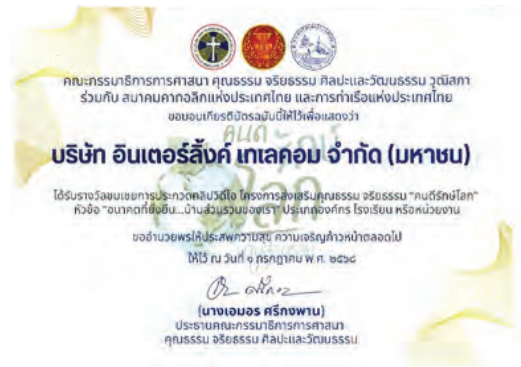 คณะกรรมาธิการการศาสนา คุณธรรม จริยธรรม ศิลปะและวัฒนธรรม วุฒิสภา
ร่วมกับ สมาคมคาทอลิกแห่งประเทศไทย และการท่าเรือแห่งประเทศไทย
ขอมอบเกียรติบัตรฉบับนี้ให้ไว้เพื่อแสดงว่า
คนดี รักษ์
โลก
บริษัท อินเตอร์ลิ้งค์ เทเลคอม จำกัด (มหาชน)
ได้รับรางวัลชมเชยการประกวดคลิปวิดีโอ โครงการส่งเสริมคุณธรรม จริยธรรม "คนดีรักษ์โลก"
หัวข้อ "อนาคตที่ยั่งยืน...บ้านส่วนรวมของเรา" ประเภทองค์กร โรงเรียน หรือหน่วยงาน
ขออำนวยพรให้ประสพความสุข ความเจริญก้าวหน้าตลอดไป
ให้ไว้ ณ วันที่ ๑ กรกฎาคม พ.ศ. ๒๕๖๘
(นางเอมอร ศรีกงพาน)
ประธานคณะกรรมาธิการการศาสนา
คุณธรรม จริยธรรม ศิลปะและวัฒนธรรม